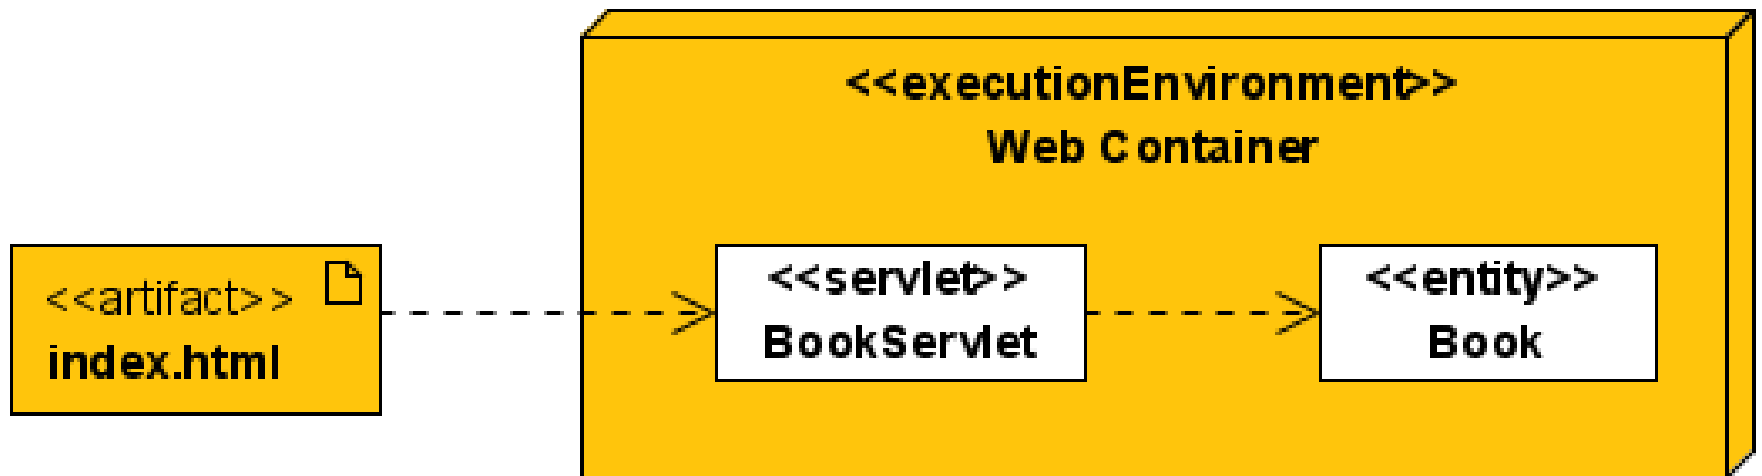 <<executionEnvironment>>
Web Container
<<artifact>>
index.html
<<servlet>>
BookServlet
<<entity>>
Book